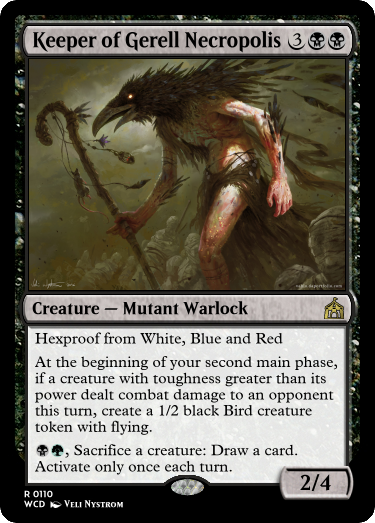 Keeper of Gerell Necropolis 3
Creature — Mutant Warlock
Hexproof from White, Blue and Red
At the beginning of your second main phase,
if a creature with toughness greater than its
power dealt combat damage to an opponent
this turn, create a 1/2 black Bird creature
token with flying.
, Sacrifice a creature: Draw a card.
Activate only once each turn.
2/4
R 0110
WCD VELI NYSTROM